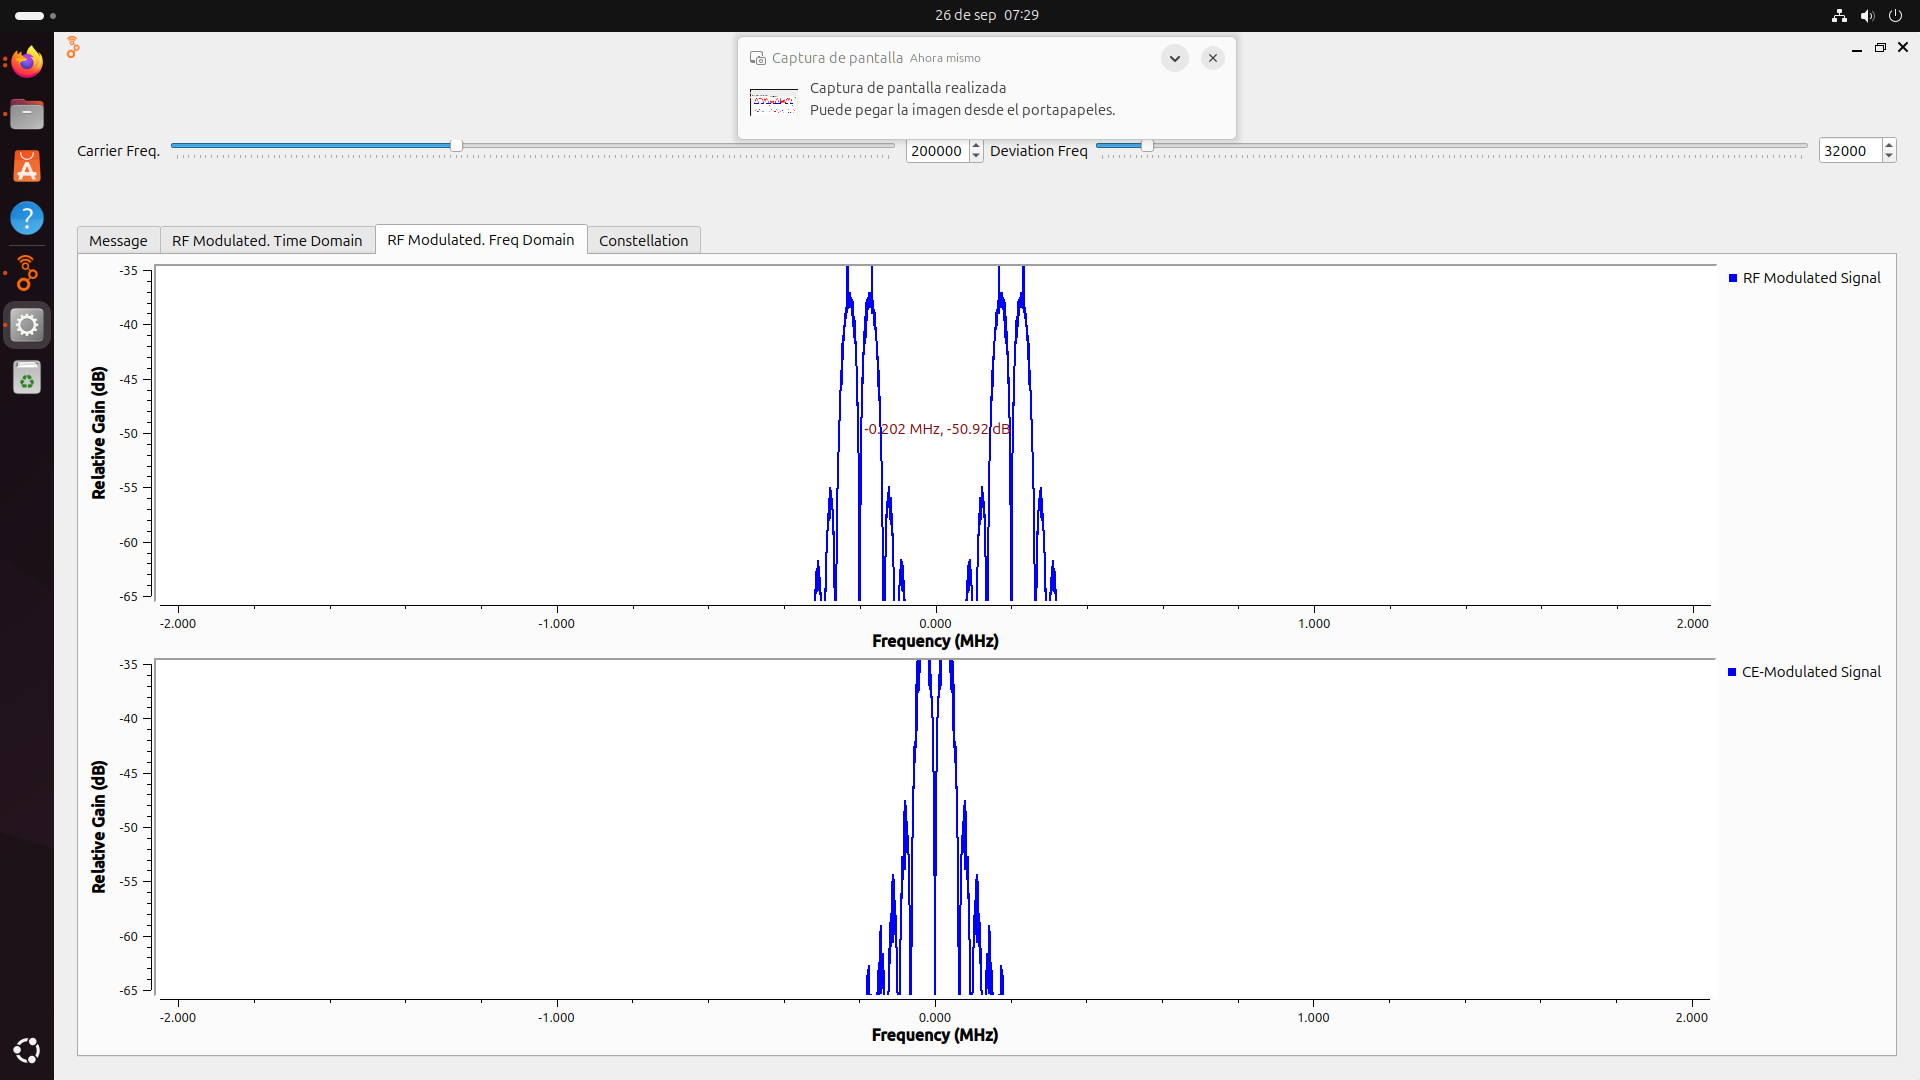 26 de sep 07:29
Captura de pantalla Ahora mismo
Captura de pantalla realizada
Puede pegar la imagen desde el portapapeles.
Carrier Freq. 200000 Deviation Freq 32000
Message RF Modulated. Time Domain RF Modulated. Freq Domain Constellation
-35
-40
-45
-50
-55
-60
-65
Relative Gain (dB)
RF Modulated Signal
-0.202 MHz, -50.92 dB
-2.000 -1.000 0.000 1.000 2.000
Frequency (MHz)
-35
-40
-45
-50
-55
-60
-65
Relative Gain (dB)
CE-Modulated Signal
-2.000 -1.000 0.000 1.000 2.000
Frequency (MHz)